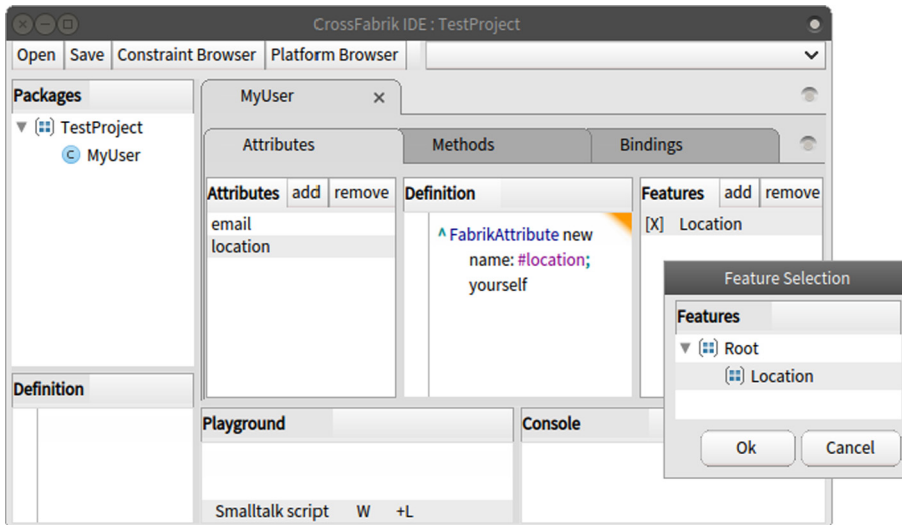 CrossFabrik IDE : TestProject
Open Save Constraint Browser Platform Browser
Packages
TestProject
MyUser
MyUser ×
Attributes Methods Bindings
Attributes add remove
email
location
Definition
^ FabrikAttribute new
name: #location;
yourself
Features add remove
[X] Location
Feature Selection
Features
Root
Location
Ok Cancel
Definition
Playground
Smalltalk script W +L
Console